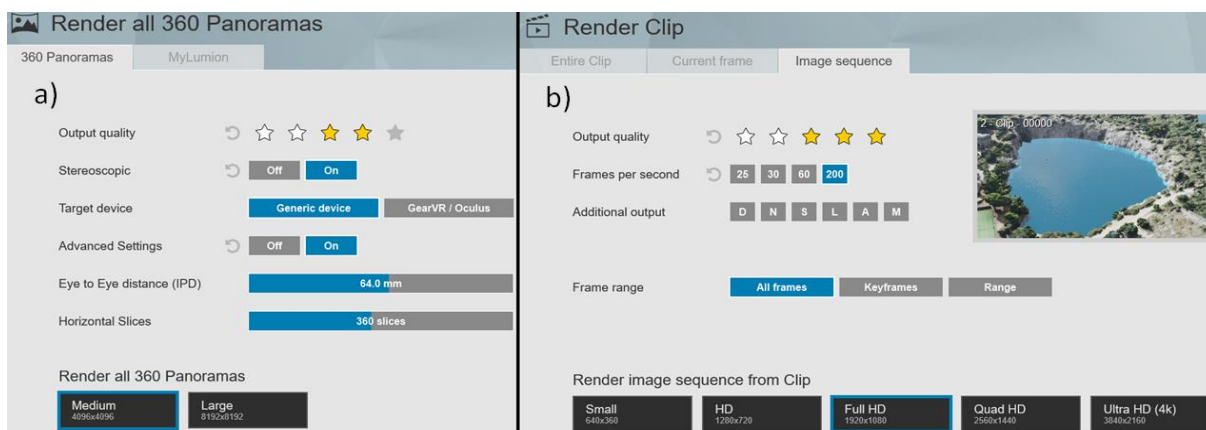 Render all 360 Panoramas
360 Panoramas MyLumion
a)
Output quality
Stereoscopic Off On
Target device Generic device GearVR / Oculus
Advanced Settings Off On
Eye to Eye distance (IPD) 64.0 mm
Horizontal Slices 360 slices
Render all 360 Panoramas
Medium Large
4096x4096 8192x8192
Render Clip
Entire Clip Current frame Image sequence
b)
2 - Clip - 00000
Output quality
Frames per second 25 30 60 200
Additional output D N S L A M
Frame range All frames Keyframes Range
Render image sequence from Clip
Small HD Full HD Quad HD Ultra HD (4k)
640x360 1280x720 1920x1080 2560x1440 3840x2160